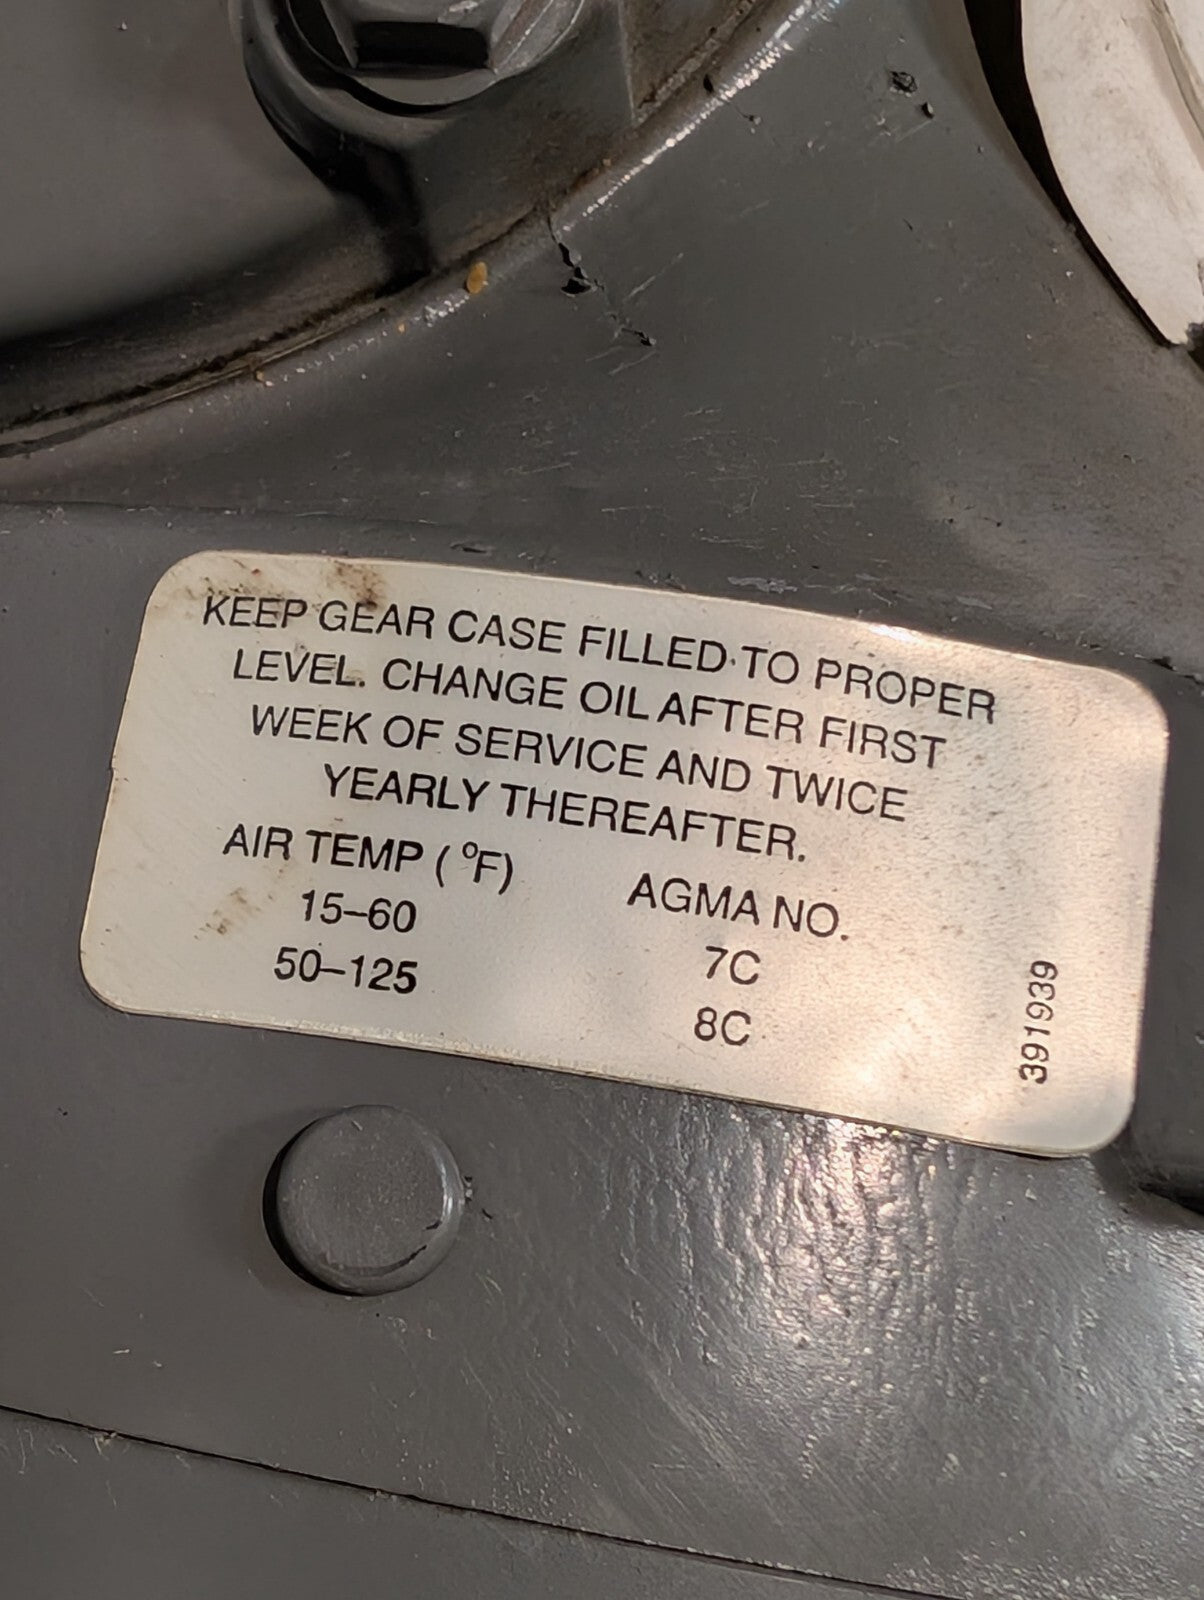 KEEP GEAR CASE FILLED TO PROPER
LEVEL. CHANGE OIL AFTER FIRST
WEEK OF SERVICE AND TWICE
YEARLY THEREAFTER.
AIR TEMP ( °F) AGMA NO.
15–60 7C
50–125 8C
391939